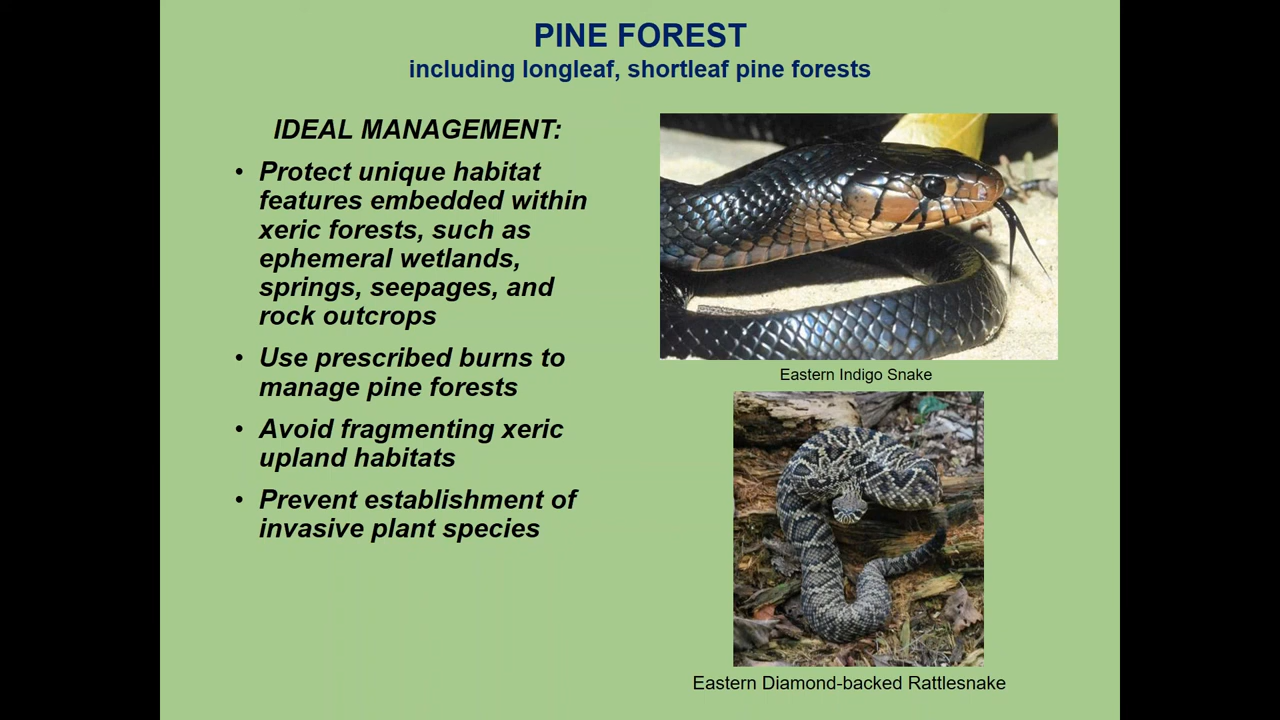 PINE FOREST
including longleaf, shortleaf pine forests
IDEAL MANAGEMENT:
• Protect unique habitat
features embedded within
xeric forests, such as
ephemeral wetlands,
springs, seepages, and
rock outcrops
• Use prescribed burns to
manage pine forests
• Avoid fragmenting xeric
upland habitats
• Prevent establishment of
invasive plant species
Eastern Indigo Snake
Eastern Diamond-backed Rattlesnake